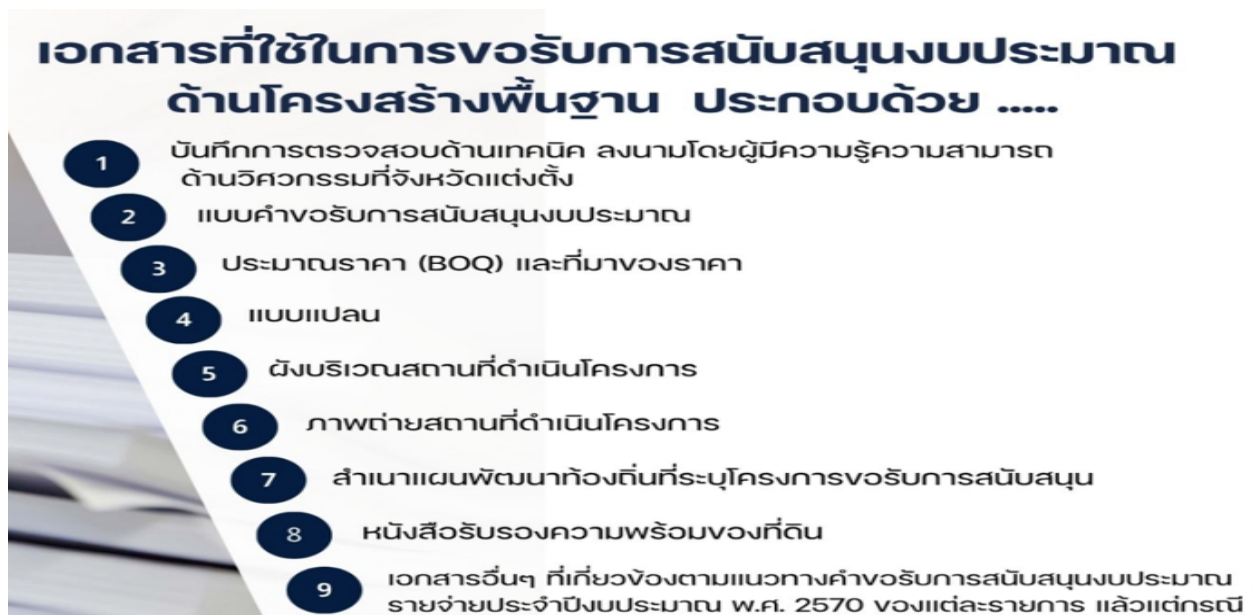 เอกสารที่ใช้ในการขอรับการสนับสนุนงบประมาณ
ด้านโครงสร้างพื้นฐาน ประกอบด้วย .....
1 บันทึกการตรวจสอบด้านเทคนิค ลงนามโดยผู้มีความรู้ความสามารถ
ด้านวิศวกรรมที่จังหวัดแต่งตั้ง
2 แบบคำขอรับการสนับสนุนงบประมาณ
3 ประมาณราคา (BOQ) และที่มาของราคา
4 แบบแปลน
5 ผังบริเวณสถานที่ดำเนินโครงการ
6 ภาพถ่ายสถานที่ดำเนินโครงการ
7 สำเนาแผนพัฒนาท้องถิ่นที่ระบุโครงการขอรับการสนับสนุน
8 หนังสือรับรองความพร้อมของที่ดิน
9 เอกสารอื่นๆ ที่เกี่ยวข้องตามแนวทางคำขอรับการสนับสนุนงบประมาณ
รายจ่ายประจำปีงบประมาณ พ.ศ. 2570 ของแต่ละรายการ แล้วแต่กรณี